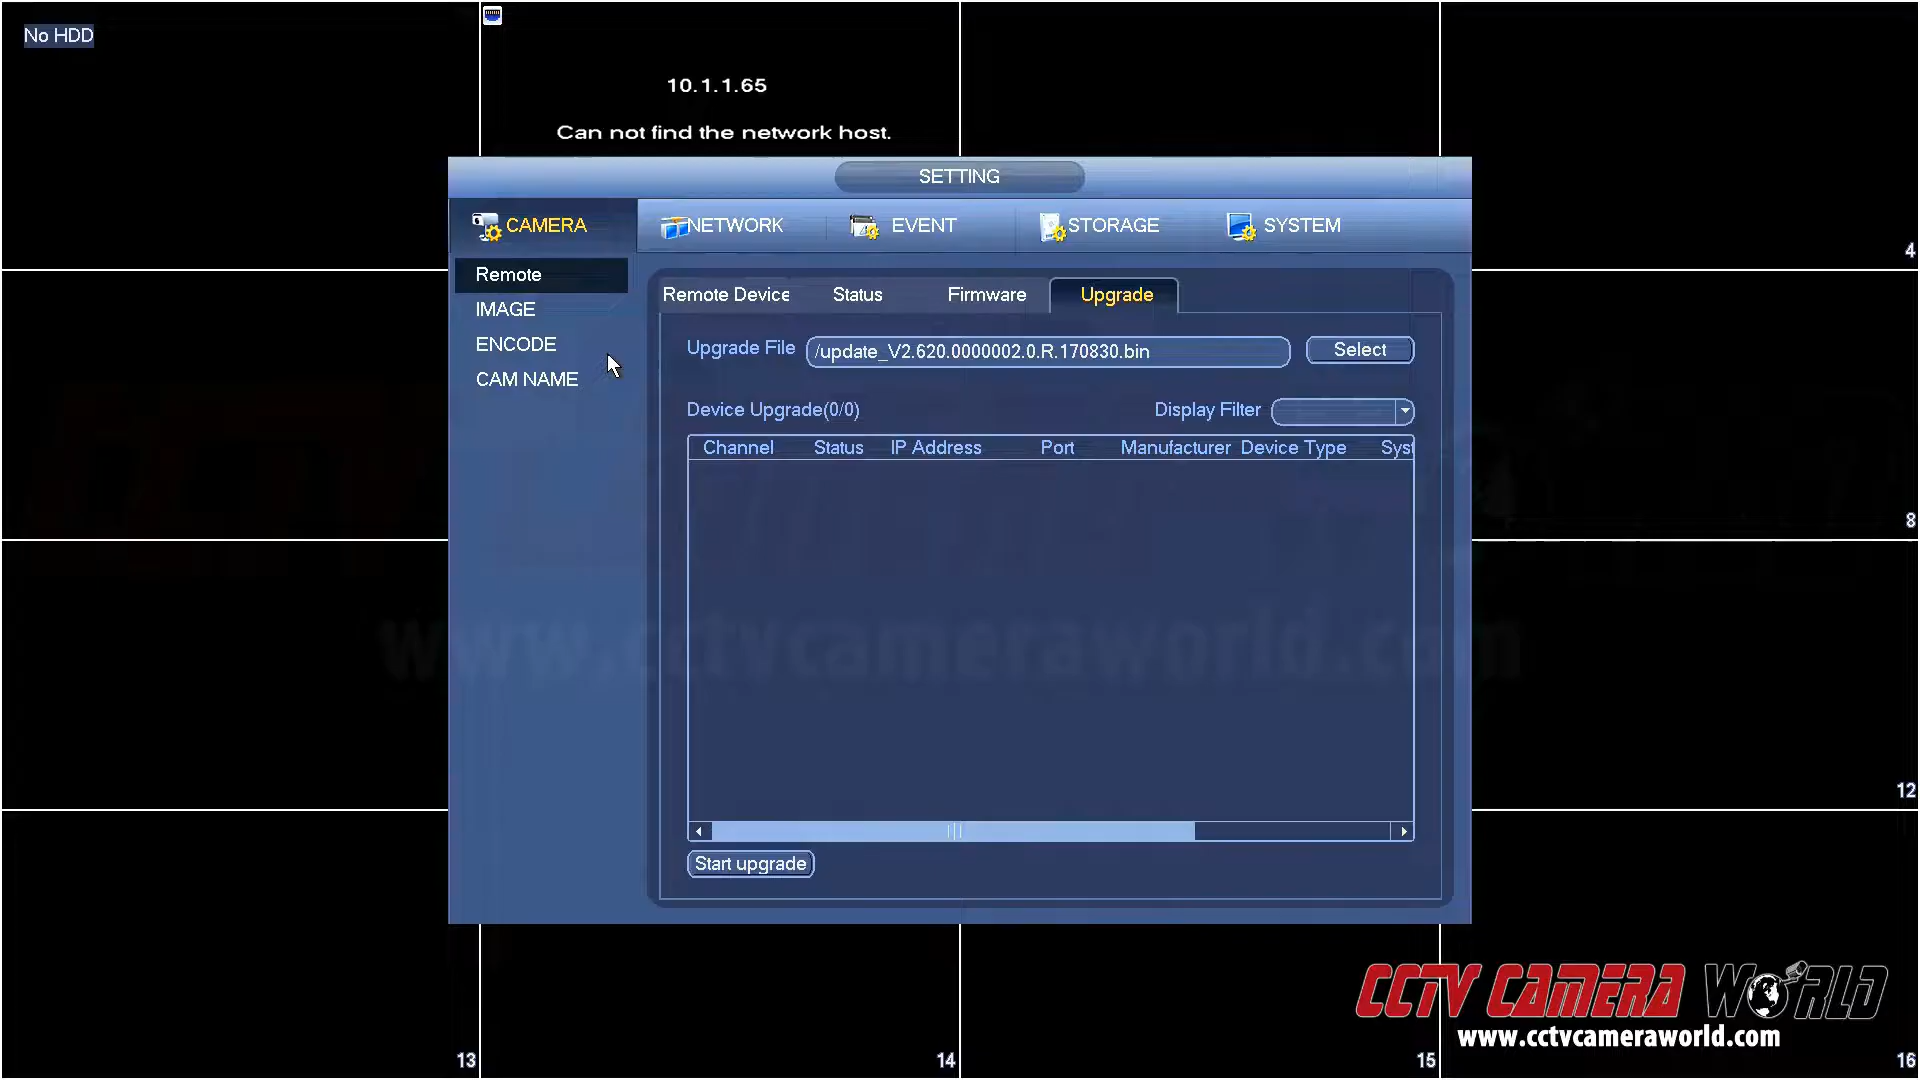 No HDD
10.1.1.65
Can not find the network host.
SETTING
CAMERA
NETWORK
EVENT
STORAGE
SYSTEM
4
Remote
IMAGE
ENCODE
CAM NAME
Remote Device
Status
Firmware
Upgrade
Upgrade File
/update_V2.620.0000002.0.R.170830.bin
Select
Device Upgrade(0/0)
Display Filter
Channel
Status
IP Address
Port
Manufacturer
Device Type
Syst
8
www.cctvcameraworld.com
12
Start upgrade
CCTV CAMERA WORLD
www.cctvcameraworld.com
13
14
15
16